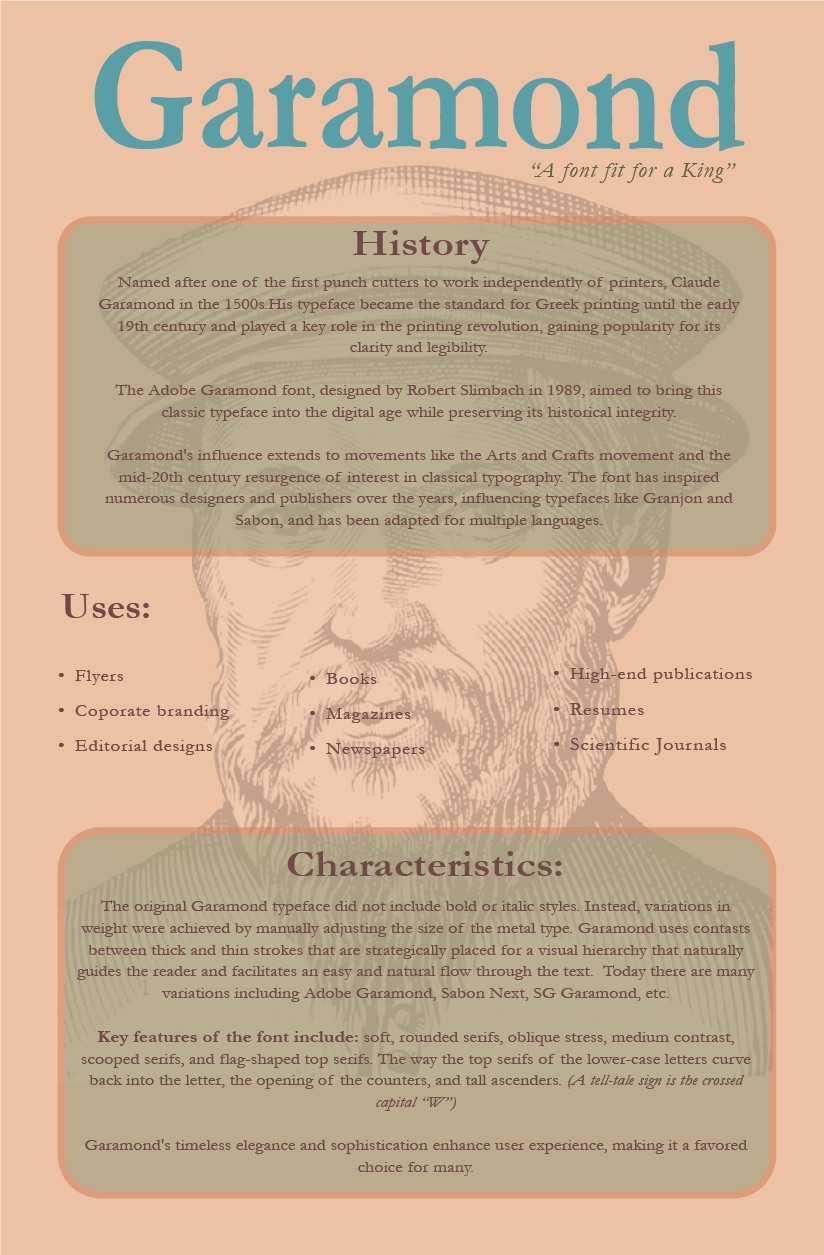 Garamond
“A font fit for a King”
History
Named after one of the first punch cutters to work independently of printers, Claude
Garamond in the 1500s.His typeface became the standard for Greek printing until the early
19th century and played a key role in the printing revolution, gaining popularity for its
clarity and legibility.
The Adobe Garamond font, designed by Robert Slimbach in 1989, aimed to bring this
classic typeface into the digital age while preserving its historical integrity.
Garamond's influence extends to movements like the Arts and Crafts movement and the
mid-20th century resurgence of interest in classical typography. The font has inspired
numerous designers and publishers over the years, influencing typefaces like Granjon and
Sabon, and has been adapted for multiple languages.
Uses:
• Flyers
• Coporate branding
• Editorial designs
• Books
• Magazines
• Newspapers
• High-end publications
• Resumes
• Scientific Journals
Characteristics:
The original Garamond typeface did not include bold or italic styles. Instead, variations in
weight were achieved by manually adjusting the size of the metal type. Garamond uses contasts
between thick and thin strokes that are strategically placed for a visual hierarchy that naturally
guides the reader and facilitates an easy and natural flow through the text. Today there are many
variations including Adobe Garamond, Sabon Next, SG Garamond, etc.
Key features of the font include: soft, rounded serifs, oblique stress, medium contrast,
scooped serifs, and flag-shaped top serifs. The way the top serifs of the lower-case letters curve
back into the letter, the opening of the counters, and tall ascenders. (A tell-tale sign is the crossed
capital “W”)
Garamond's timeless elegance and sophistication enhance user experience, making it a favored
choice for many.